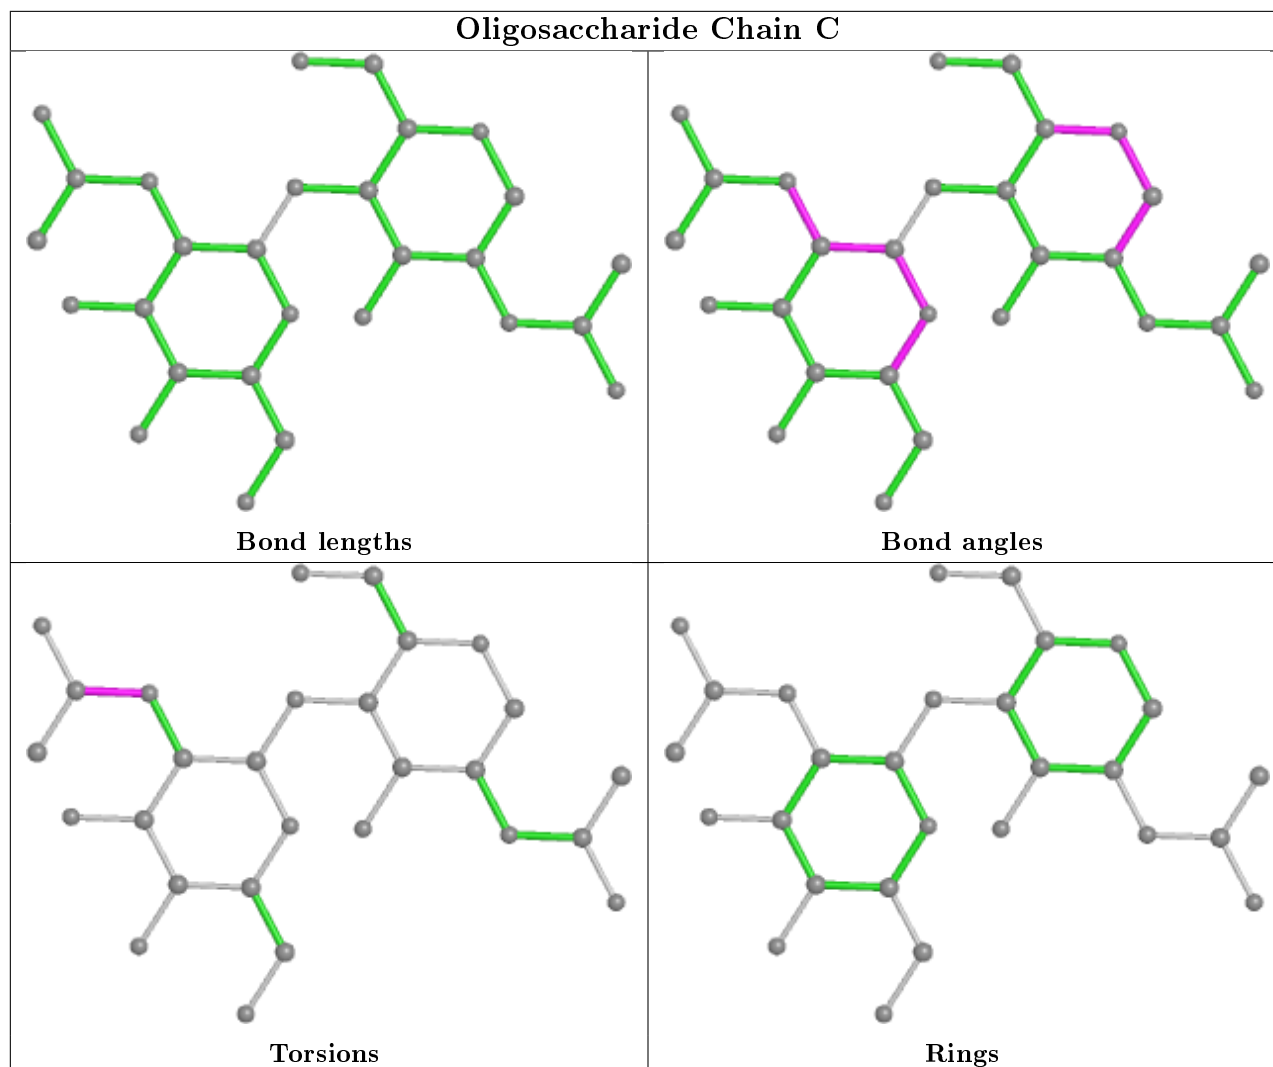 Oligosaccharide Chain C
Bond lengths
Bond angles
Torsions
Rings